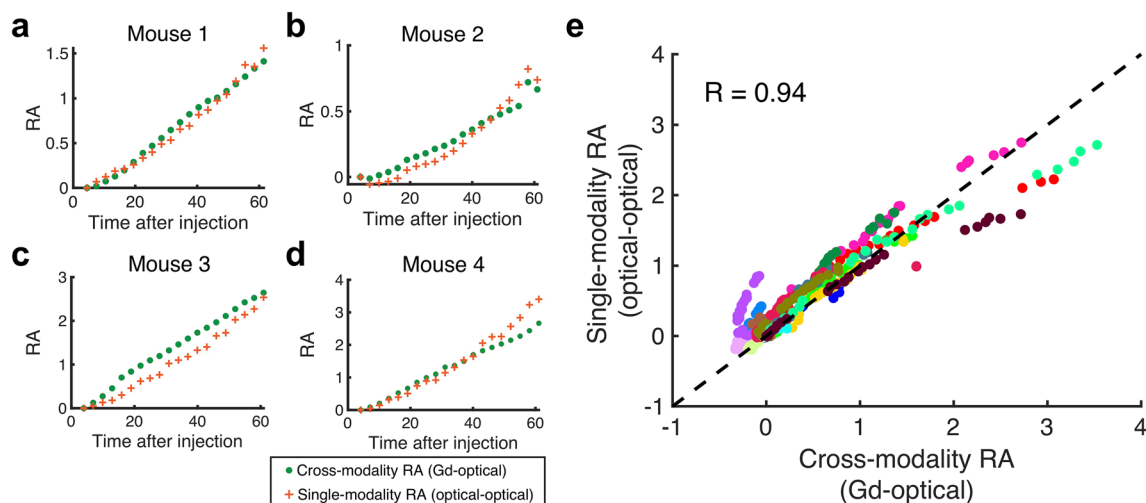 a
Mouse 1
RA
1.5
1
0.5
0
0 20 40 60
Time after injection
b
Mouse 2
RA
1
0.5
0
0 20 40 60
Time after injection
c
Mouse 3
RA
3
2
1
0
0 20 40 60
Time after injection
d
Mouse 4
RA
4
3
2
1
0
0 20 40 60
Time after injection
Cross-modality RA (Gd-optical)
Single-modality RA (optical-optical)
e
R = 0.94
Single-modality RA
(optical-optical)
4
3
2
1
0
-1
-1 0 1 2 3 4
Cross-modality RA
(Gd-optical)